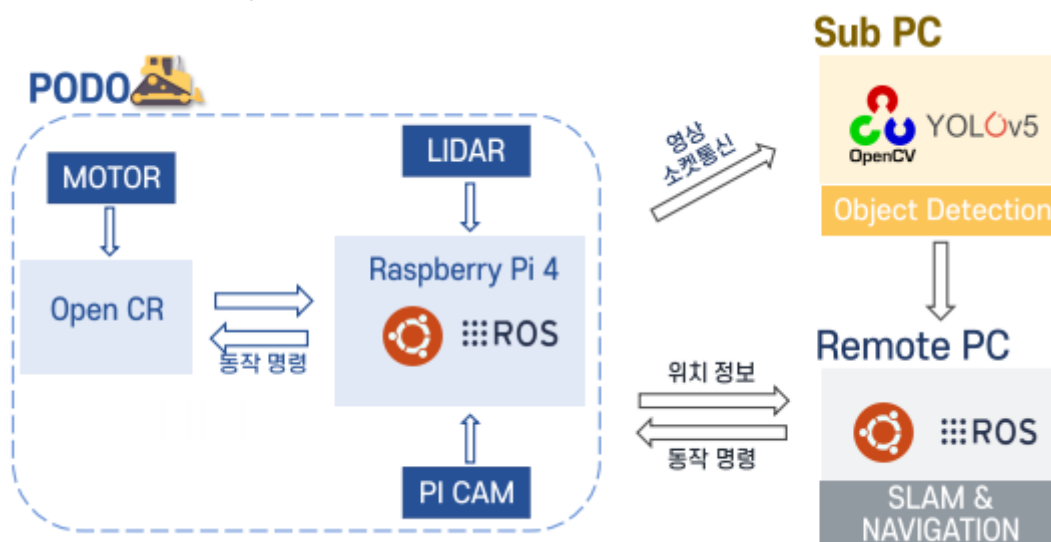 Sub PC
PODO
OpenCV
YOLOv5
Object Detection
영상
소켓통신
MOTOR
LIDAR
Open CR
Raspberry Pi 4
ROS
동작 명령
PI CAM
위치 정보
동작 명령
Remote PC
ROS
SLAM &
NAVIGATION